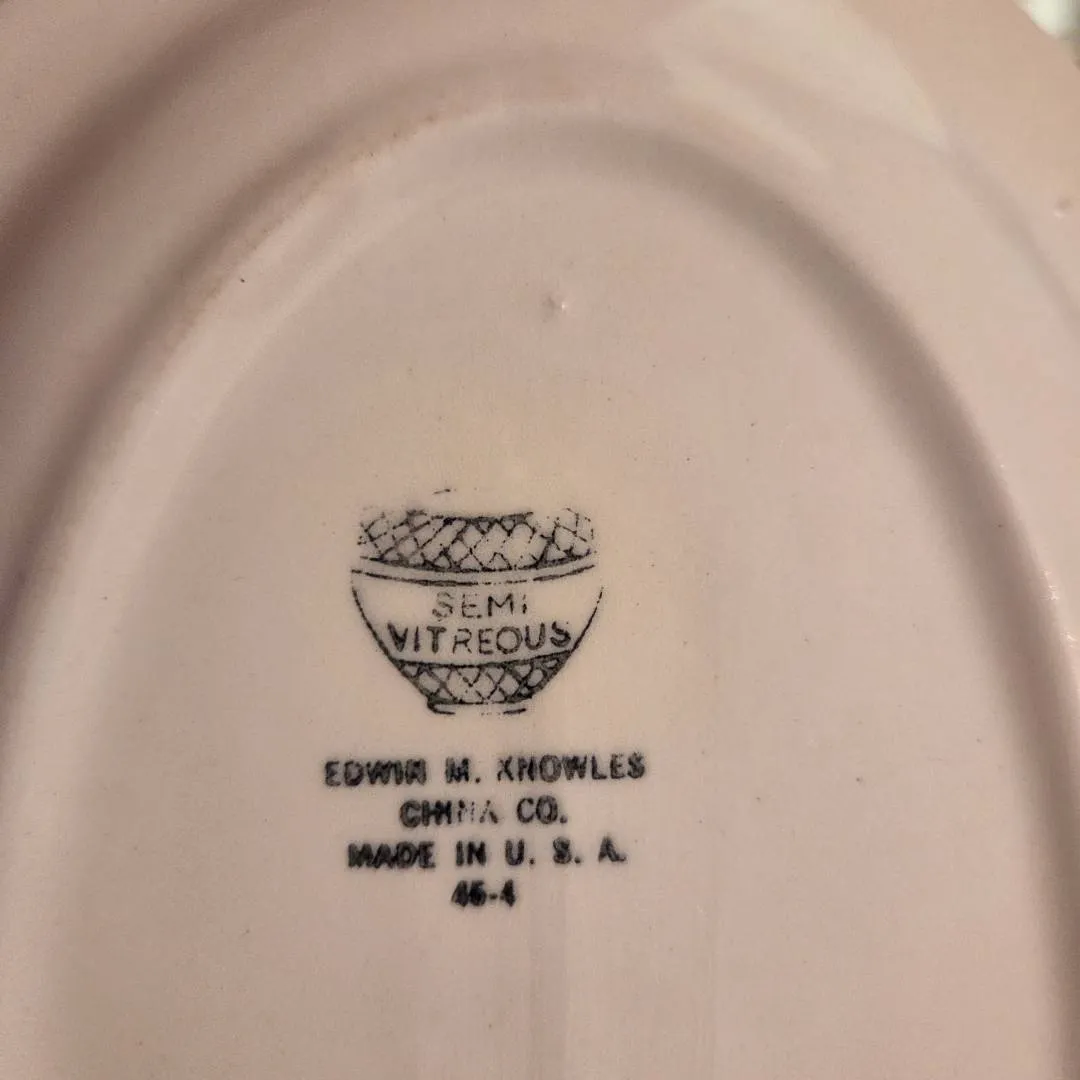 SEMI
VITREOUS
EDWIN M. KNOWLES
CHINA CO.
MADE IN U. S. A.
45-4